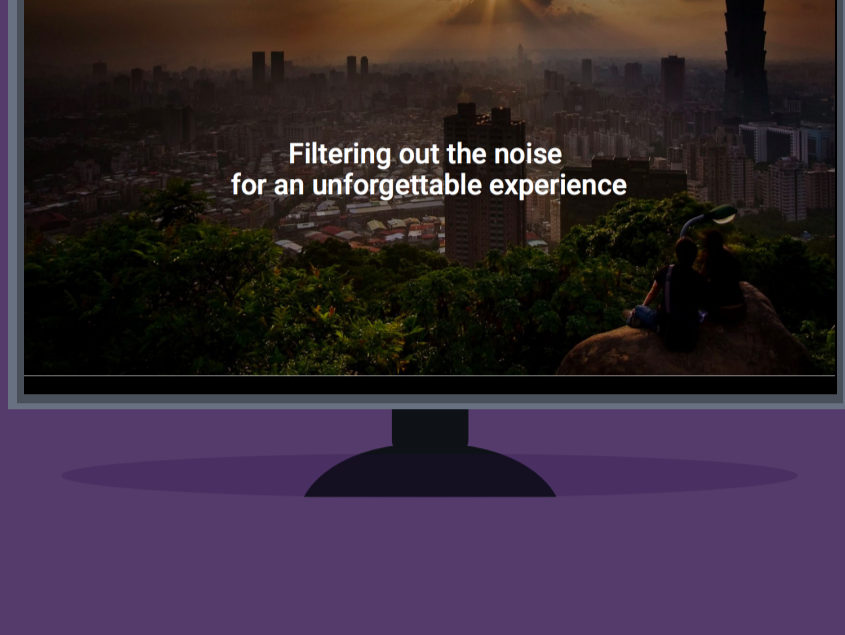 Filtering out the noise
for an unforgettable experience